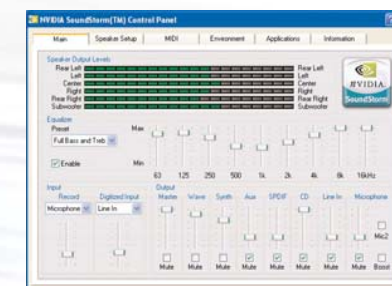 NVIDIA SoundStorm(TM) Control Panel
Main Speaker Setup MIDI Environment Applications Information
Speaker Output Levels
Rear Left Rear Left
Left Left
Center Center
Right Right
Rear Right Rear Right
Subwoofer Subwoofer
NVIDIA
SoundStorm
Equalizer
Preset Max
Full Bass and Treb
Enable Min
63 125 250 500 1k 2k 4k 8k 16kHz
Input Output
Record Digitized Input Master Wave Synth Aux SPDIF CD Line In Microphone
Microphone Line In
Mic2
Mute Mute Mute Mute Mute Mute Mute Mute Boost